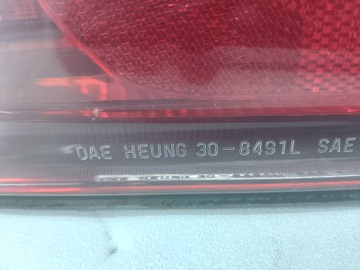 DAE HEUNG 30-8491L SAE